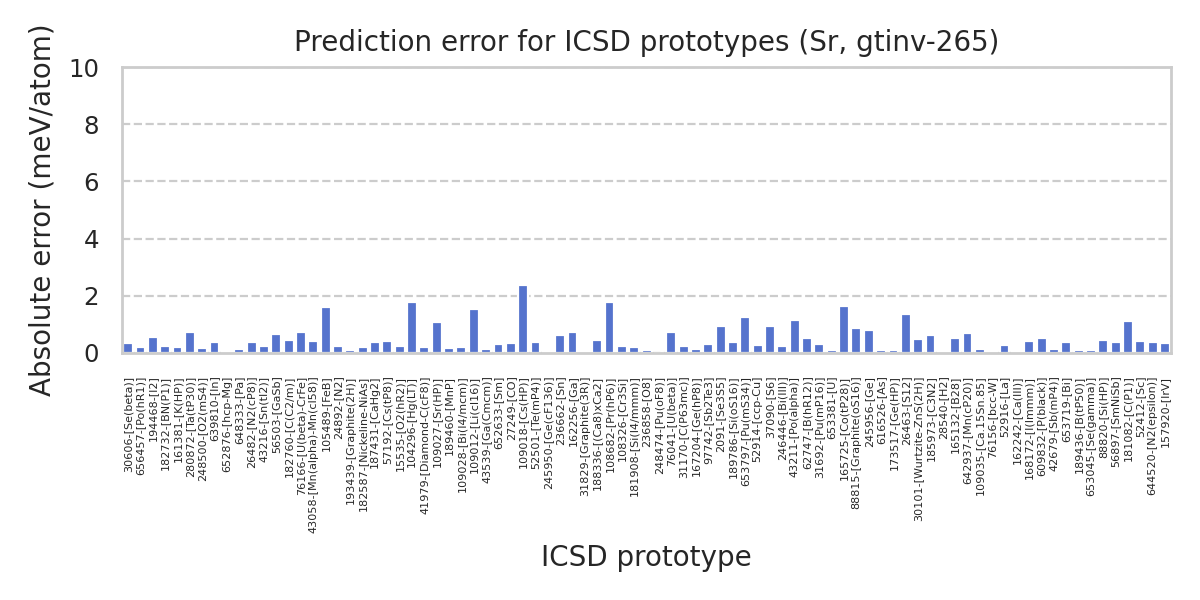 Prediction error for ICSD prototypes (Sr, gtinv-265)
Absolute error (meV/atom)
10
8
6
4
2
0
30606-[Se(beta)]
656457-[Po(hR1)]
194468-[I2]
182732-[BN(P1)]
161381-[K(HP)]
280872-[Ta(tP30)]
248500-[O2(mS4)]
639810-[In]
652876-[hcp-Mg]
648333-[Pa]
26482-[N2(cP8)]
43216-[Sn(tI2)]
56503-[GaSb]
182760-[C(C2/m)]
76166-[U(beta)-CrFe]
43058-[Mn(alpha)-Mn(cI58)]
105489-[FeB]
24892-[N2]
193439-[Graphite(2H)]
182587-[Nickeline-NiAs]
187431-[CaHg2]
57192-[Cs(tP8)]
15535-[O2(hR2)]
104296-[Hg(LT)]
41979-[Diamond-C(cF8)]
109027-[Sr(HP)]
189460-[MnP]
109028-[Bi(I4/mcm)]
109012-[Li(cI16)]
43539-[Ga(Cmcm)]
652633-[Sm]
27249-[CO]
109018-[Cs(HP)]
52501-[Te(mP4)]
245950-[Ge(cF136)]
236662-[Sn]
162256-[Ga]
31829-[Graphite(3R)]
188336-[(Ca8)xCa2]
108682-[Pr(hP6)]
108326-[Cr3Si]
181908-[Si(I4/mmm)]
236858-[O8]
248474-[Pu(oF8)]
76041-[U(beta)]
31170-[C(P63mc)]
167204-[Ge(hP8)]
97742-[Sb2Te3]
2091-[Se3S5]
189786-[Si(oS16)]
653797-[Pu(mS34)]
52914-[ccp-Cu]
37090-[S6]
246446-[Bi(III)]
43211-[Po(alpha)]
62747-[B(hR12)]
31692-[Pu(mP16)]
653381-[U]
165725-[Co(tP28)]
88815-[Graphite(oS16)]
245956-[Ge]
616526-[As]
173517-[Ge(HP)]
26463-[S12]
30101-[Wurtzite-ZnS(2H)]
185973-[C3N2]
28540-[H2]
165132-[B28]
642937-[Mn(cP20)]
109035-[Ca.15Sn.85]
76156-[bcc-W]
52916-[La]
162242-[Ca(III)]
168172-[I(Immm)]
609832-[P(black)]
42679-[Sb(mP4)]
653719-[Bi]
189436-[B(tP50)]
653045-[Se(gamma)]
88820-[Si(HP)]
56897-[SmNiSb]
181082-[C(P1)]
52412-[Sc]
644520-[N2(epsilon)]
157920-[IrV]
ICSD prototype